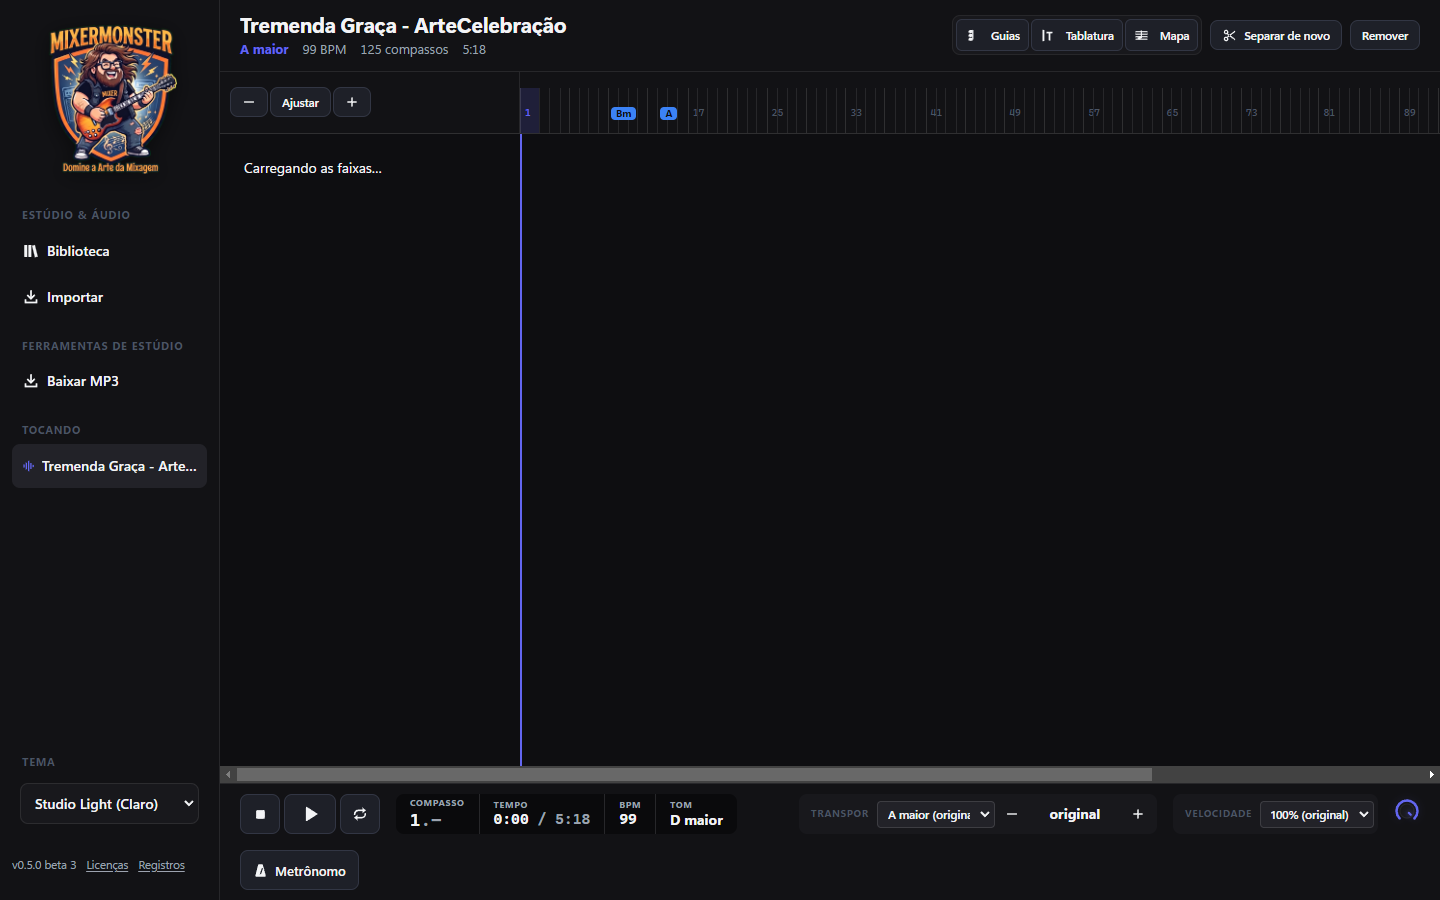 MIXERMONSTER
MIXER
Domine a Arte da Mixagem
ESTÚDIO & ÁUDIO
Biblioteca
Importar
FERRAMENTAS DE ESTÚDIO
Baixar MP3
TOCANDO
Tremenda Graça - Arte...
TEMA
Studio Light (Claro)
v0.5.0 beta 3 Licenças Registros
Tremenda Graça - ArteCelebração
A maior 99 BPM 125 compassos 5:18
Guias Tablatura Mapa Separar de novo Remover
− Ajustar +
1 Bm A 17 25 33 41 49 57 65 73 81 89
Carregando as faixas...
COMPASSO TEMPO BPM TOM
1.– 0:00 / 5:18 99 D maior
TRANSPOR A maior (origina − original + VELOCIDADE 100% (original)
Metrônomo